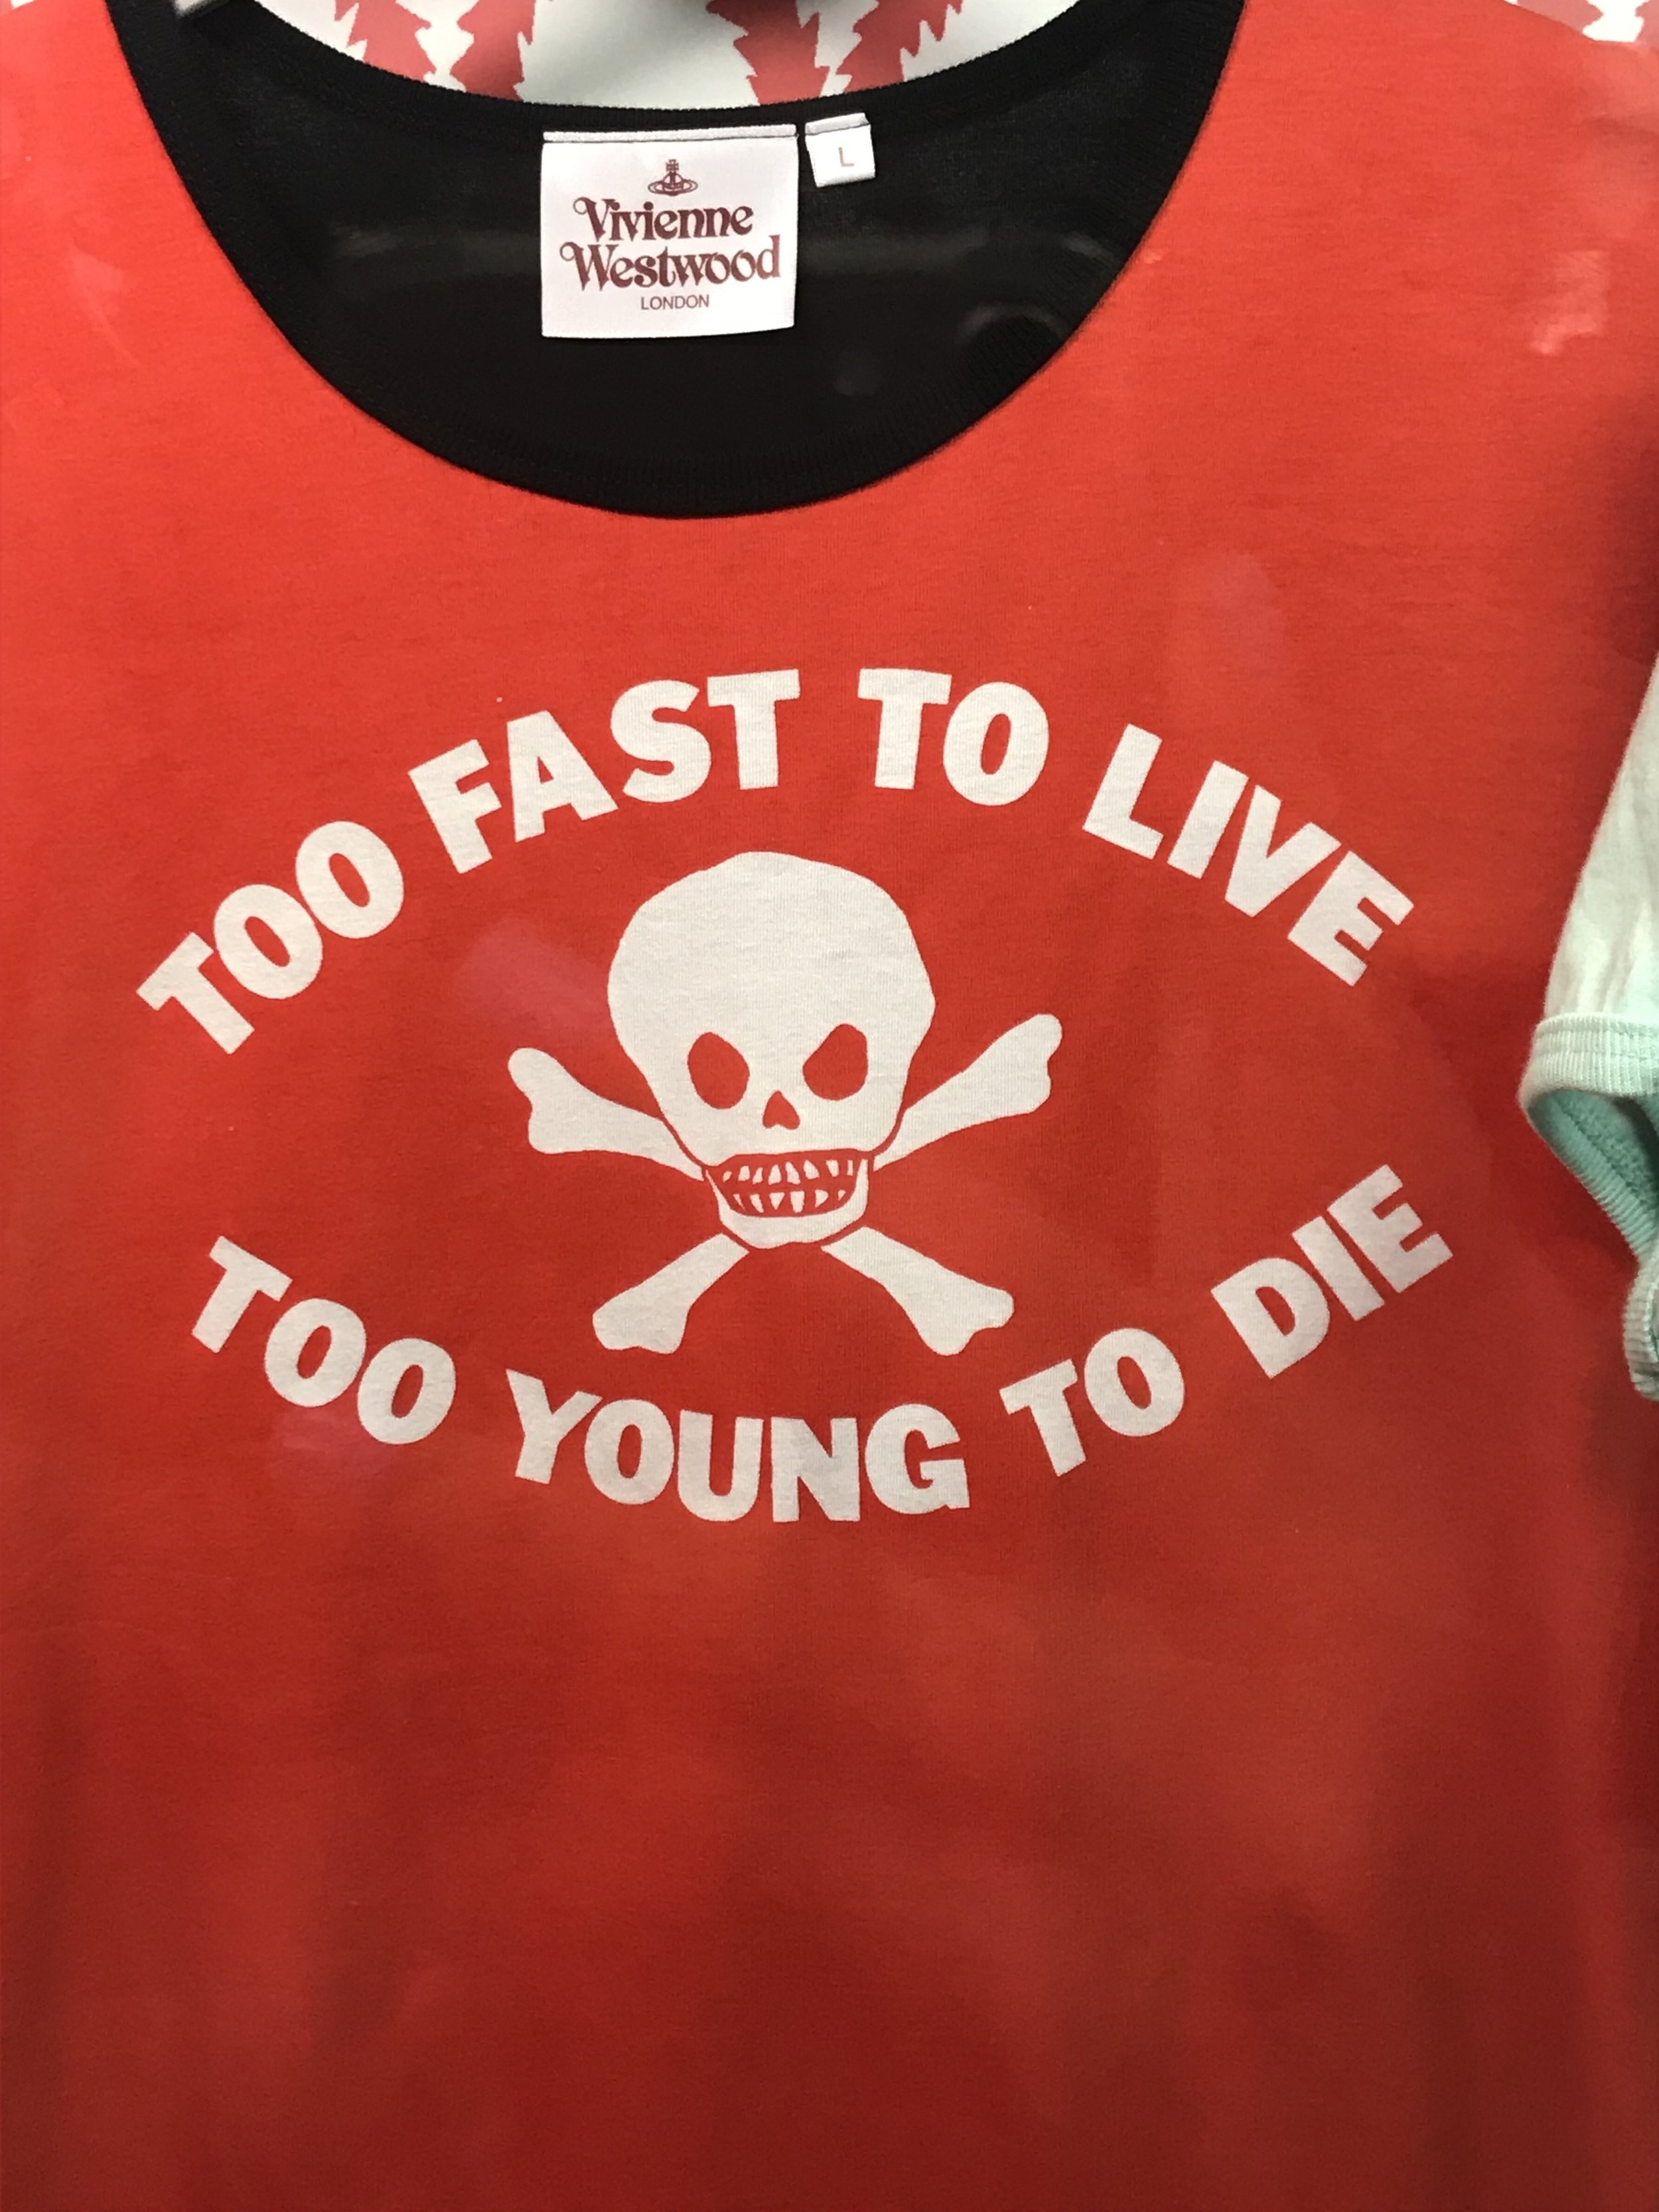 Vivienne
Westwood
LONDON
L
TOO FAST TO LIVE
TOO YOUNG TO DIE